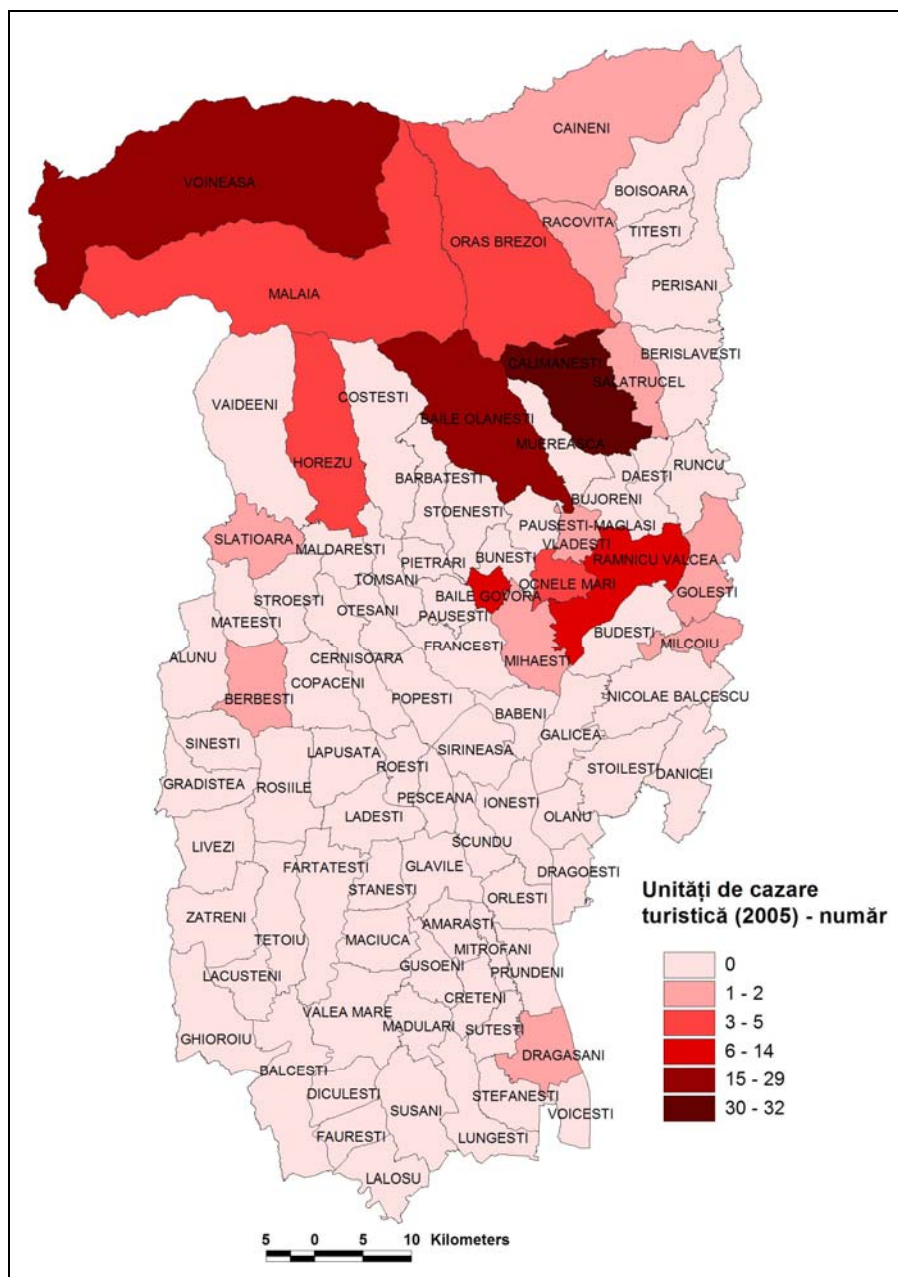 CAINENI
VOINEASA
BOISOARA
RACOVITA
TITESTI
ORAS BREZOI
PERISANI
MALAIA
CALIMANESTI
BERISLAVESTI
SALATRUCEL
VAIDEENI
COSTESTI
BAILE OLANESTI
MUEREASCA
HOREZU
BARBATESTI
DAESTI
RUNCU
STOENESTI
BUJORENI
SLATIOARA
PAUSESTI-MAGLASI
MALDARESTI
VLADESTI
PIETRARI
BUNESTI
RAMNICU VALCEA
TOMSANI
OCNELE MARI
STROESTI
BAILE GOVORA
GOLESTI
OTESANI
PAUSESTI
MATEESTI
BUDESTI
FRANCESTI
MILCOIU
ALUNU
CERNISOARA
MIHAESTI
COPACENI
BERBESTI
POPESTI
NICOLAE BALCESCU
BABENI
SINESTI
GALICEA
LAPUSATA
SIRINEASA
ROESTI
STOILESTI
DANICEI
GRADISTEA
ROSIILE
PESCEANA
IONESTI
LADESTI
OLANU
LIVEZI
SCUNDU
FARTATESTI
GLAVILE
DRAGOESTI
STANESTI
ORLESTI
ZATRENI
AMARASTI
TETOIU
MACIUCA
MITROFANI
GUSOENI
PRUNDENI
LACUSTENI
CRETENI
VALEA MARE
MADULARI
SUTESTI
GHIOROIU
DRAGASANI
BALCESTI
DICULESTI
STEFANESTI
SUSANI
VOICESTI
FAURESTI
LUNGESTI
LALOSU
Unități de cazare
turistică (2005) - număr
0
1 - 2
3 - 5
6 - 14
15 - 29
30 - 32
5 0 5 10 Kilometers